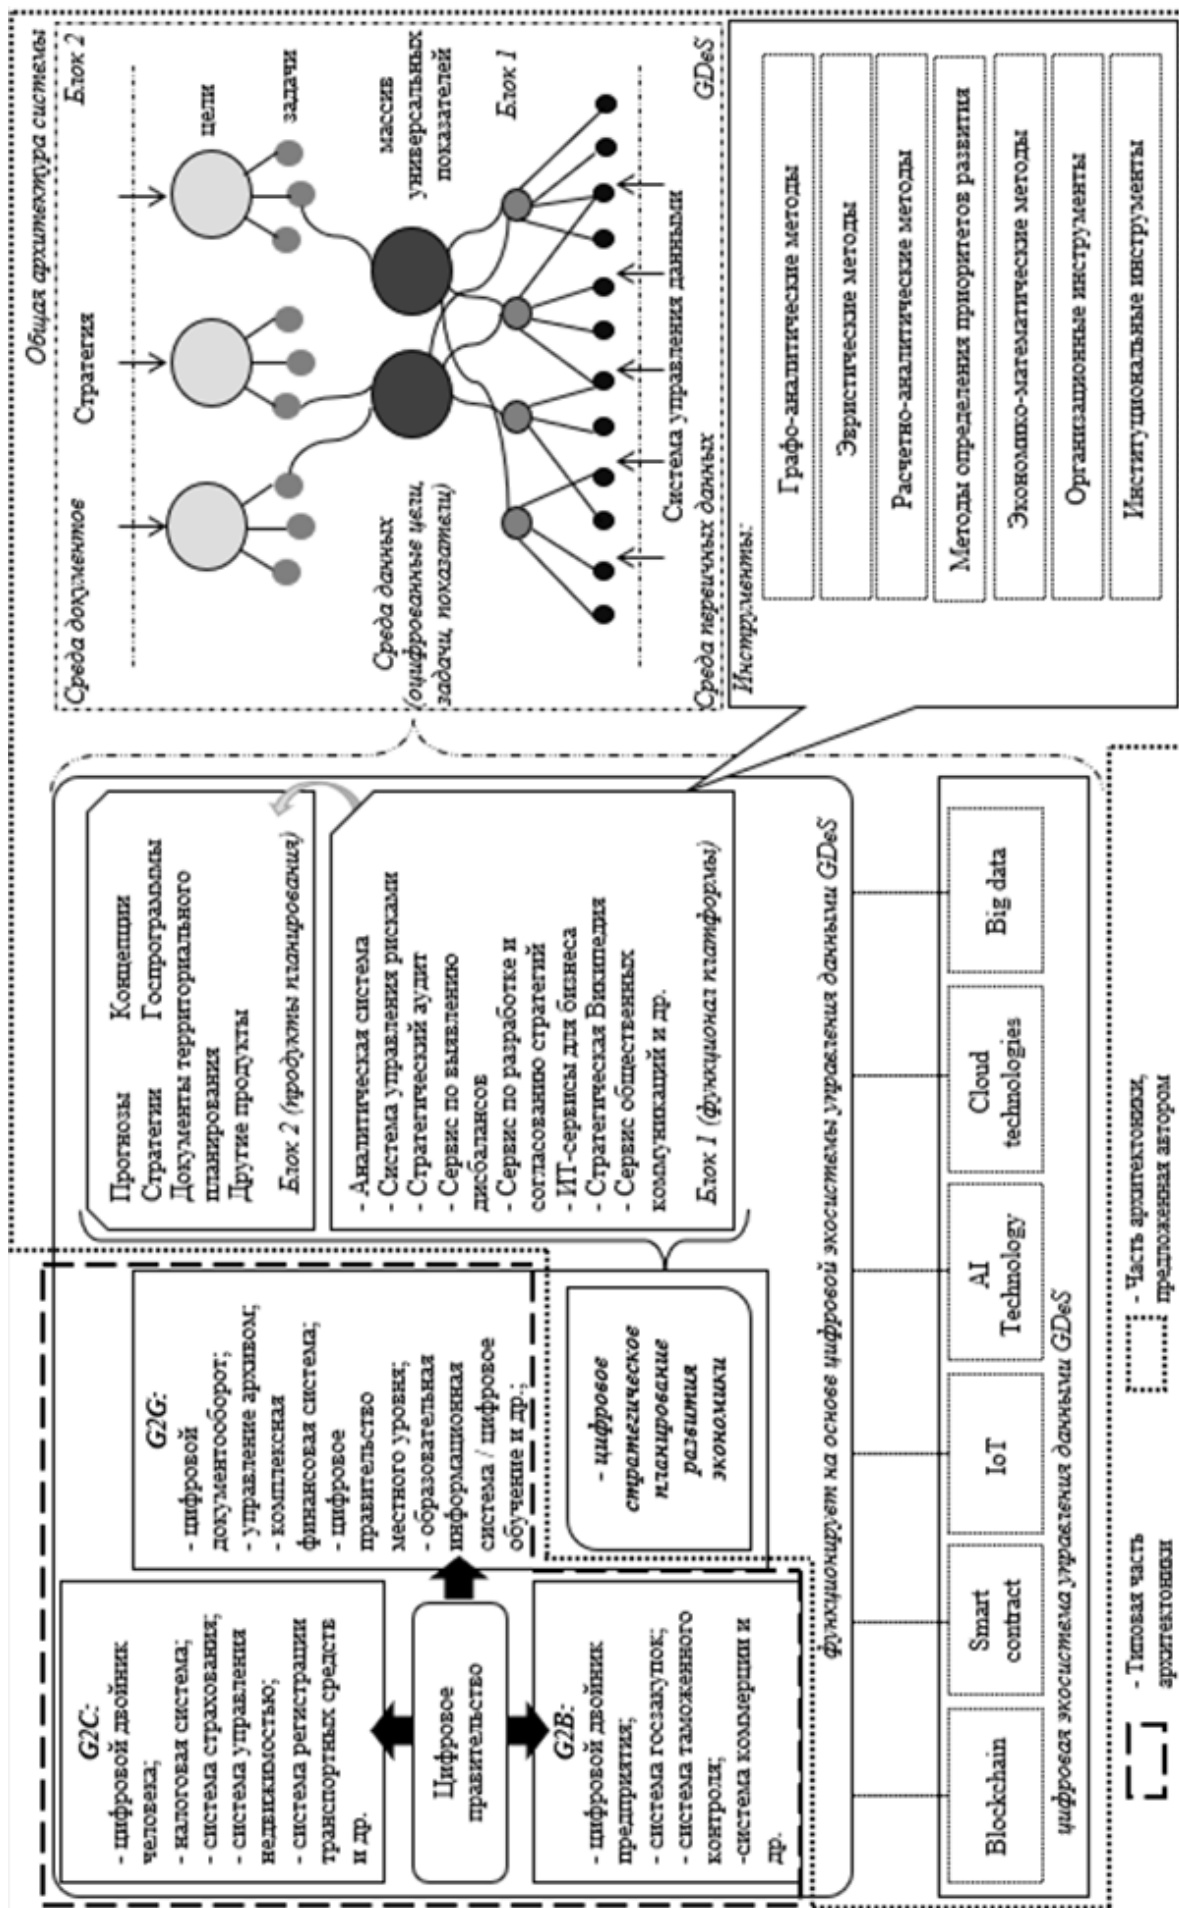 G2C:
- цифровой двойник
человека;
- налоговая система;
- система страхования;
- система управления
недвижимостью;
- система регистрации
транспортных средств
и др.
Цифровое
правительство
G2B:
- цифровой двойник
предприятия;
- система госзакупок;
- система таможенного
контроля;
-система коммерции и
др.
G2G:
- цифровой
документооборот;
- управление архивом;
- комплексная
финансовая система;
- цифровое
правительство
местного уровня;
- образовательная
информационная
система / цифровое
обучение и др.;
- цифровое
стратегическое
планирование
развития
экономики
Прогнозы Концепции
Стратегии Госпрограммы
Документы территориального
планирования
Другие продукты
Блок 2 (продукты планирования)
- Аналитическая система
- Система управления рисками
- Стратегический аудит
- Сервис по выявлению
дисбалансов
- Сервис по разработке и
согласованию стратегий
- ИТ-сервисы для бизнеса
- Стратегическая Википедия
- Сервис общественных
коммуникаций и др.
Блок 1 (функционал платформы)
Функционирует на основе цифровой экосистемы управления данными GDeS
Blockchain
Smart
contract
IoT
AI
Technology
Cloud
technologies
Big data
цифровая экосистема управления данными GDeS
- Типовая часть
архитектоники
- Часть архитектоники,
предложенная автором
Общая архитектура системы
Среда документов
Стратегия
Блок 2
цели
задачи
Среда данных
(оцифрованные цели,
задачи, показатели)
массив
универсальных
показателей
Блок 1
Система управления данными
Среда первичных данных
GDeS
Инструменты:
Графо-аналитические методы
Эвристические методы
Расчетно-аналитические методы
Методы определения приоритетов развития
Экономико-математические методы
Организационные инструменты
Институциональные инструменты